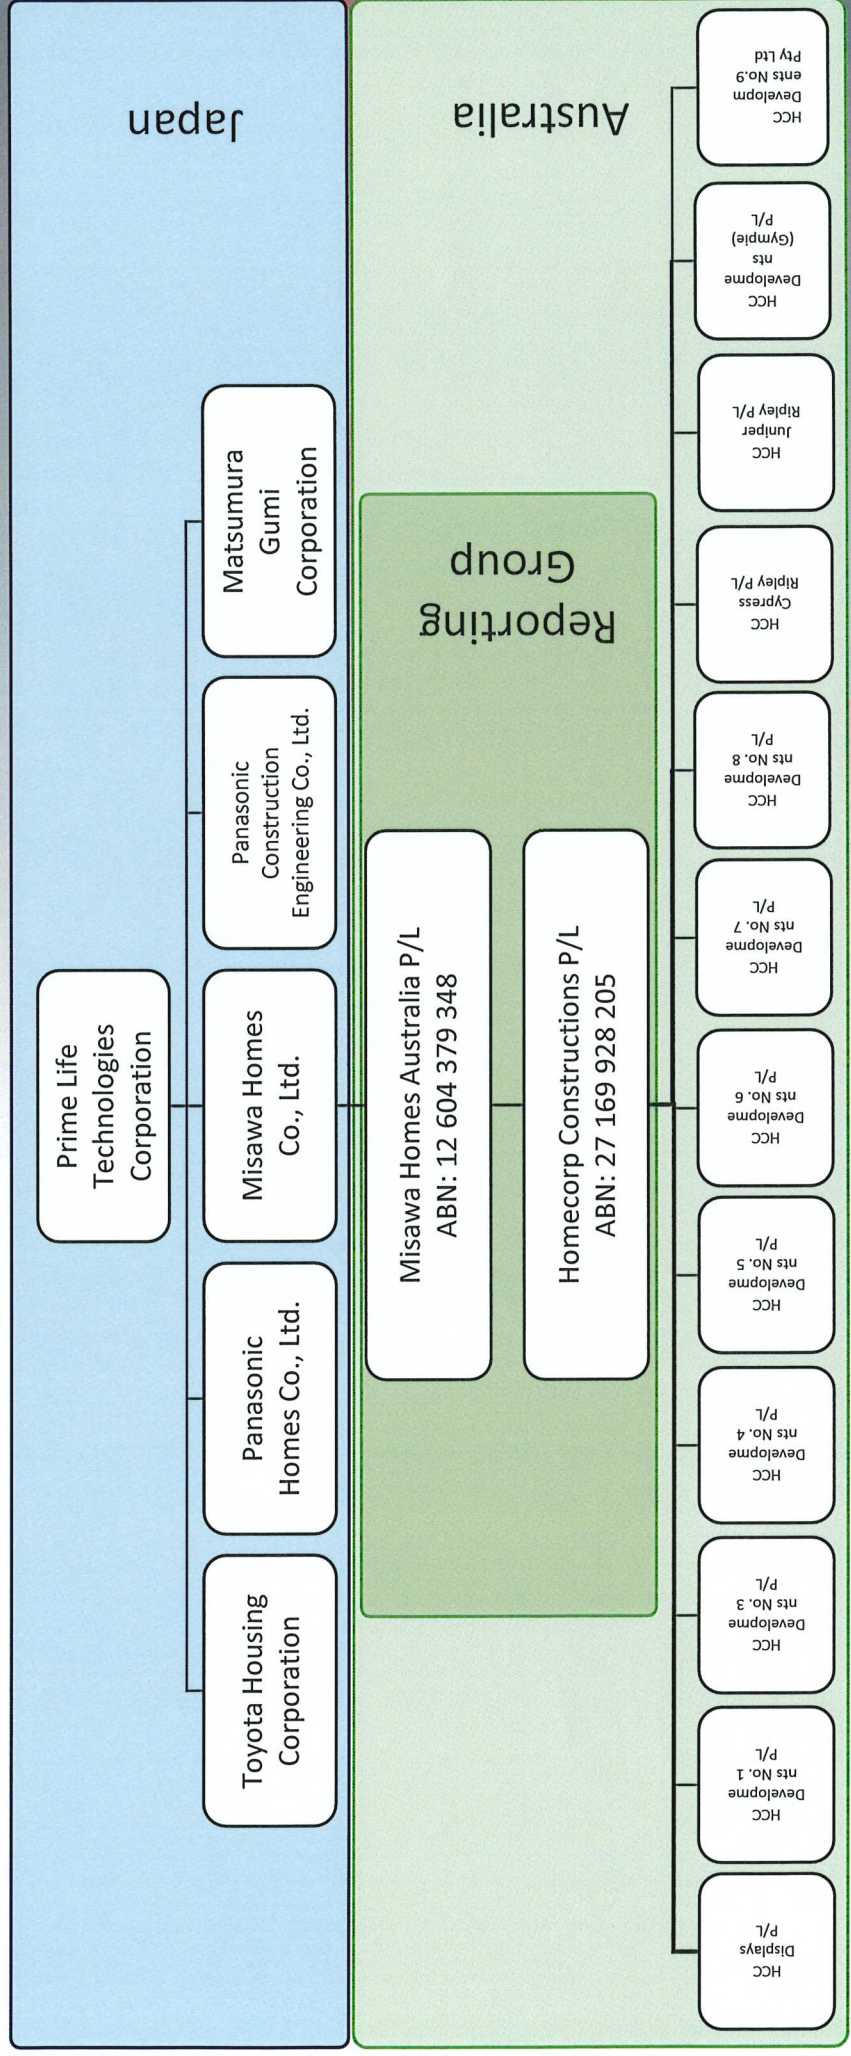 Japan
Prime Life
Technologies
Corporation
Toyota Housing
Corporation
Panasonic
Homes Co., Ltd.
Misawa Homes
Co., Ltd.
Panasonic
Construction
Engineering Co., Ltd.
Matsumura
Gumi
Corporation
Australia
Reporting
Group
Misawa Homes Australia P/L
ABN: 12 604 379 348
Homecorp Constructions P/L
ABN: 27 169 928 205
HCC
Displays
P/L
HCC
Developme
nts No. 1
P/L
HCC
Developme
nts No. 3
P/L
HCC
Developme
nts No. 4
P/L
HCC
Developme
nts No. 5
P/L
HCC
Developme
nts No. 6
P/L
HCC
Developme
nts No. 7
P/L
HCC
Developme
nts No. 8
P/L
HCC
Cypress
Ripley P/L
HCC
Juniper
Ripley P/L
HCC
Developme
nts
(Gympie)
P/L
HCC
Developm
ents No.9
Pty Ltd